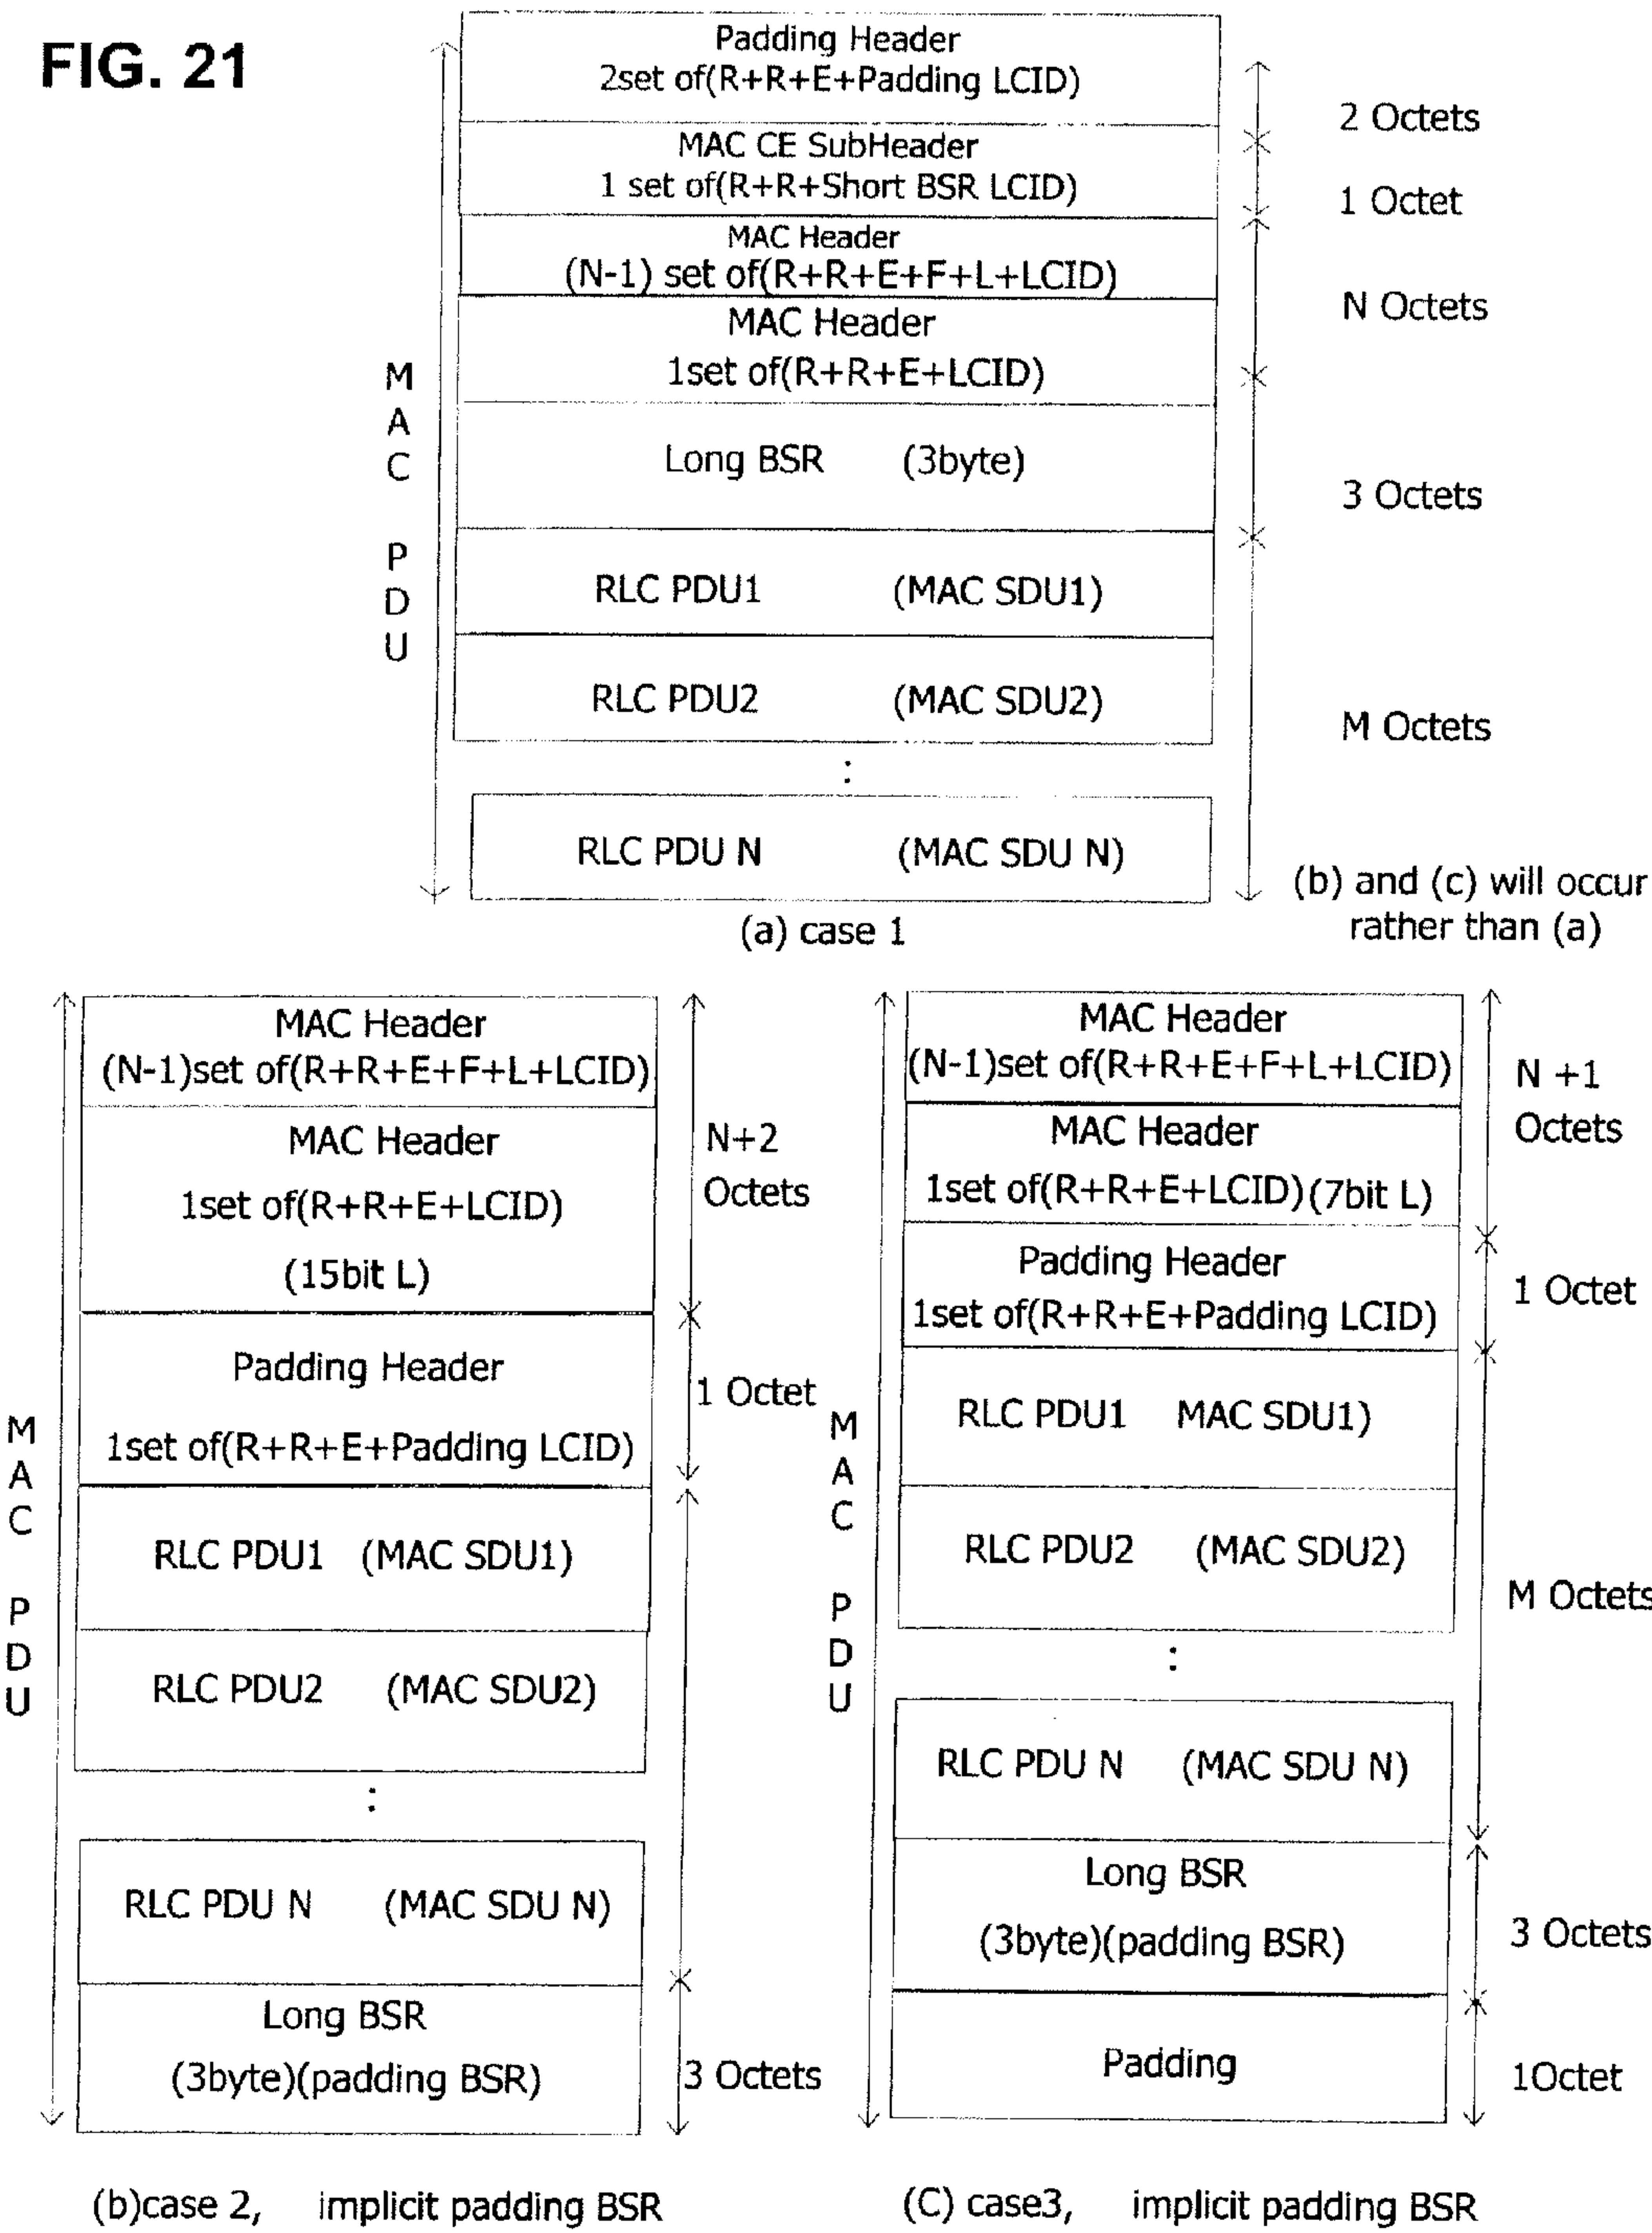 FIG. 21
Padding Header
2set of(R+R+E+Padding LCID)
2 Octets
MAC CE SubHeader
1 set of(R+R+Short BSR LCID)
1 Octet
MAC Header
(N-1) set of(R+R+E+F+L+LCID)
N Octets
MAC Header
1set of(R+R+E+LCID)
Long BSR (3byte)
3 Octets
MAC PDU
RLC PDU1 (MAC SDU1)
RLC PDU2 (MAC SDU2)
M Octets
:
RLC PDU N (MAC SDU N)
(b) and (c) will occur
rather than (a)
(a) case 1
MAC Header
(N-1)set of(R+R+E+F+L+LCID)
MAC Header
1set of(R+R+E+LCID)
(15bit L)
N+2
Octets
Padding Header
1set of(R+R+E+Padding LCID)
1 Octet
MAC PDU
RLC PDU1 (MAC SDU1)
RLC PDU2 (MAC SDU2)
:
RLC PDU N (MAC SDU N)
Long BSR
(3byte)(padding BSR)
3 Octets
(b)case 2, implicit padding BSR
MAC Header
(N-1)set of(R+R+E+F+L+LCID)
N +1
Octets
MAC Header
1set of(R+R+E+LCID)(7bit L)
Padding Header
1set of(R+R+E+Padding LCID)
1 Octet
MAC PDU
RLC PDU1 MAC SDU1)
RLC PDU2 (MAC SDU2)
M Octets
:
RLC PDU N (MAC SDU N)
Long BSR
(3byte)(padding BSR)
3 Octets
Padding
1Octet
(C) case3, implicit padding BSR